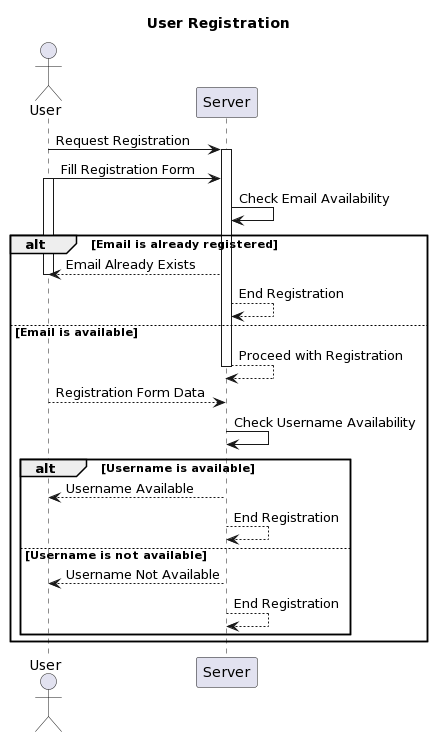 User Registration
User
Server
Request Registration
Fill Registration Form
Check Email Availability
alt
[Email is already registered]
Email Already Exists
End Registration
[Email is available]
Proceed with Registration
Registration Form Data
Check Username Availability
alt
[Username is available]
Username Available
End Registration
[Username is not available]
Username Not Available
End Registration
User
Server